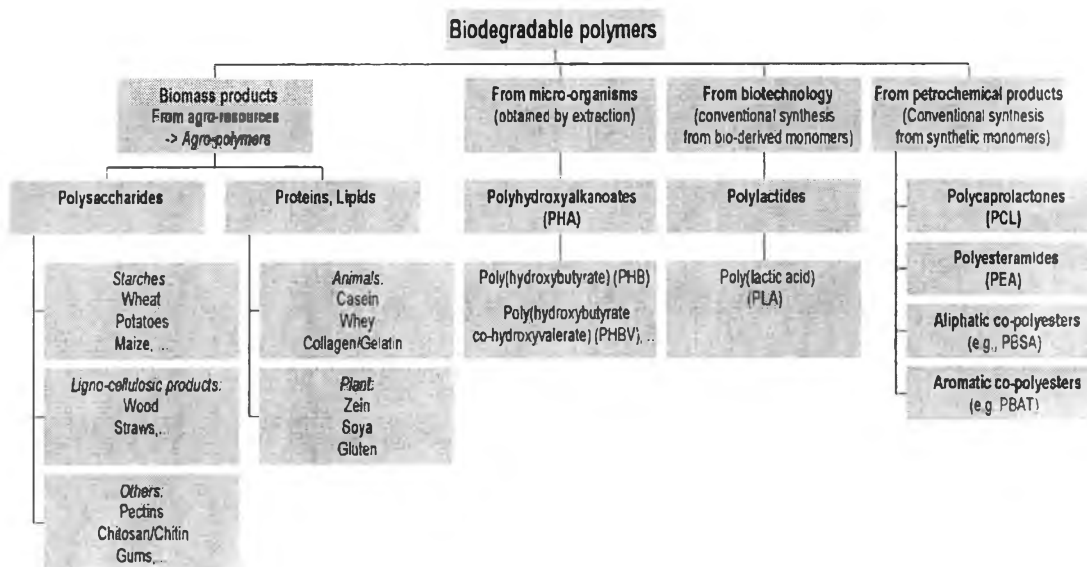 Biodegradable polymers
Biomass products
From agro-resources
-> Agro-polymers
From micro-organisms
(obtained by extraction)
From biotechnology
(conventional synthesis
from bio-derived monomers)
From petrochemical products
(Conventional synthesis
from synthetic monomers)
Polysaccharides
Proteins, Lipids
Polyhydroxyalkanoates
(PHA)
Polylactides
Polycaprolactones
(PCL)
Starches
Wheat
Potatoes
Maize, ...
Animals:
Casein
Whey
Collagen/Gelatin
Poly(hydroxybutyrate) (PHB)
Poly(hydroxybutyrate
co-hydroxyvalerate) (PHBV), ..
Poly(lactic acid)
(PLA)
Polyesteramides
(PEA)
Aliphatic co-polyesters
(e.g., PBSA)
Ligno-cellulosic products:
Wood
Straws,...
Plant:
Zein
Soya
Gluten
Aromatic co-polyesters
(e.g. PBAT)
Others:
Pectins
Chitosan/Chitin
Gums,...